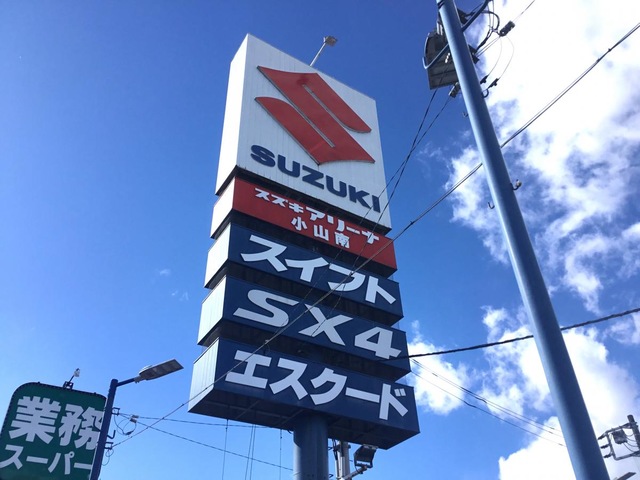 SUZUKI
スズキアリーナ
小山南
スイフト
SX4
エスクード
業務
スーパー